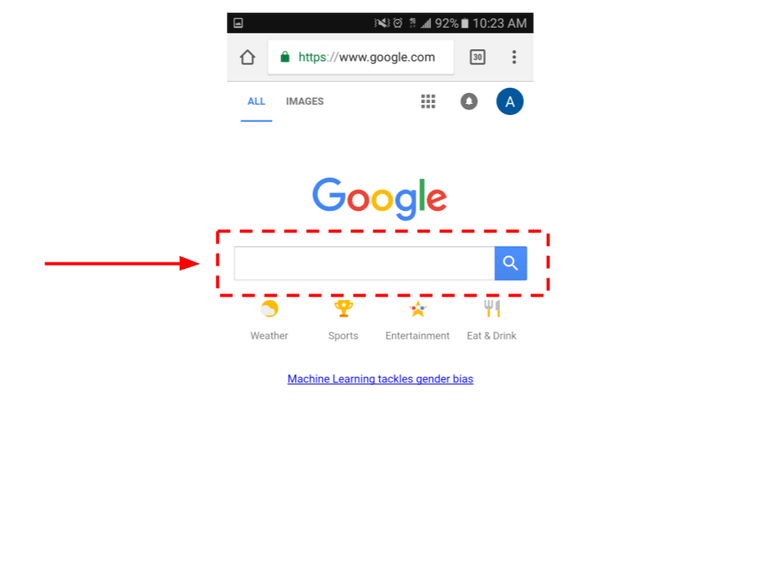 92% 10:23 AM
https://www.google.com 30
ALL IMAGES A
Google
Weather Sports Entertainment Eat & Drink
Machine Learning tackles gender bias